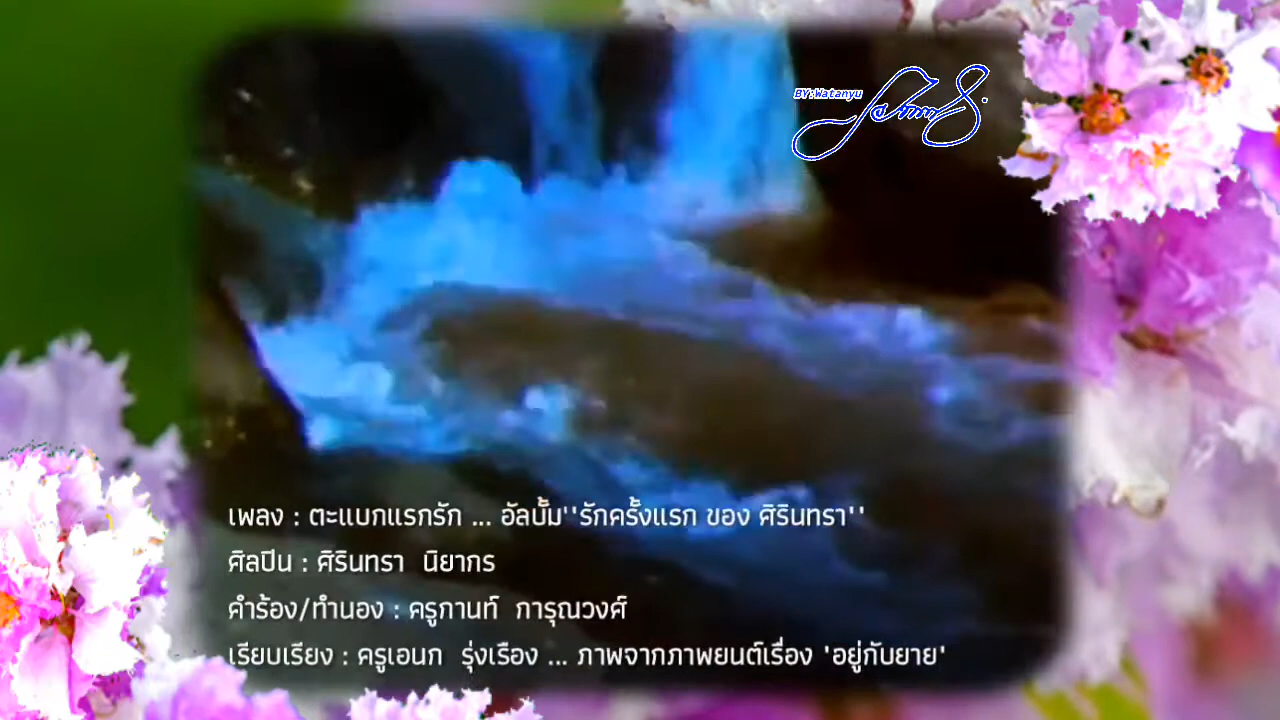 BY:Watanyu
เพลง : ตะแบกแรกรัก ... อัลบั้ม''รักครั้งแรก ของ ศิรินทรา''
ศิลปิน : ศิรินทรา นิยากร
คำร้อง/ทำนอง : ครูกานท์ การุณวงศ์
เรียบเรียง : ครูเอนก รุ่งเรือง ... ภาพจากภาพยนต์เรื่อง 'อยู่กับยาย'